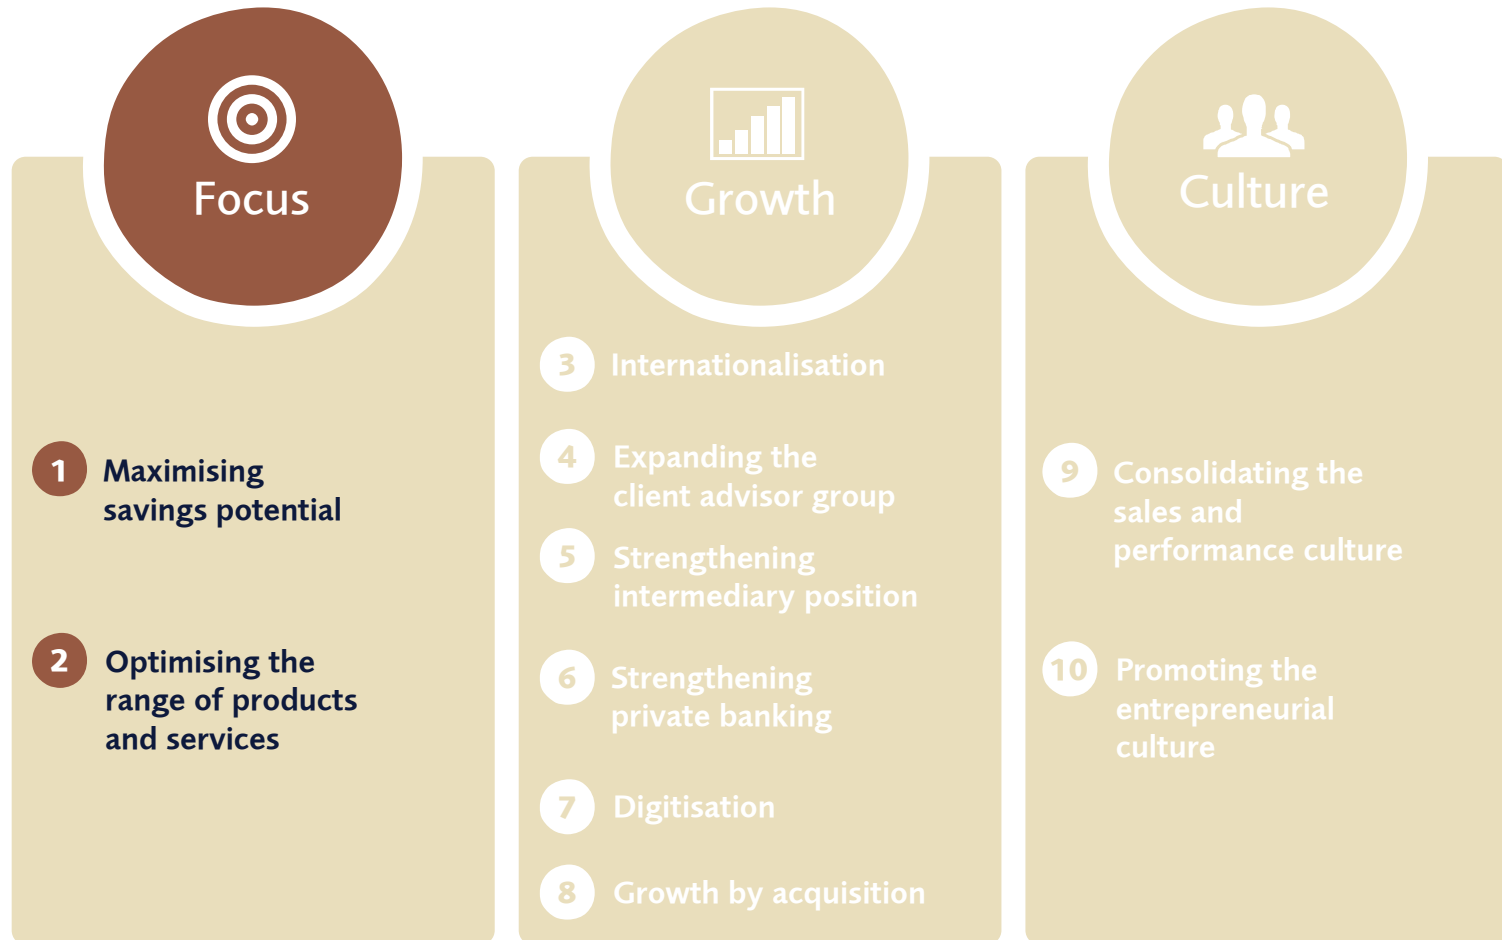 Focus
1 Maximising
savings potential
2 Optimising the
range of products
and services
Growth
3 Internationalisation
4 Expanding the
client advisor group
5 Strengthening
intermediary position
6 Strengthening
private banking
7 Digitisation
8 Growth by acquisition
Culture
9 Consolidating the
sales and
performance culture
10 Promoting the
entrepreneurial
culture